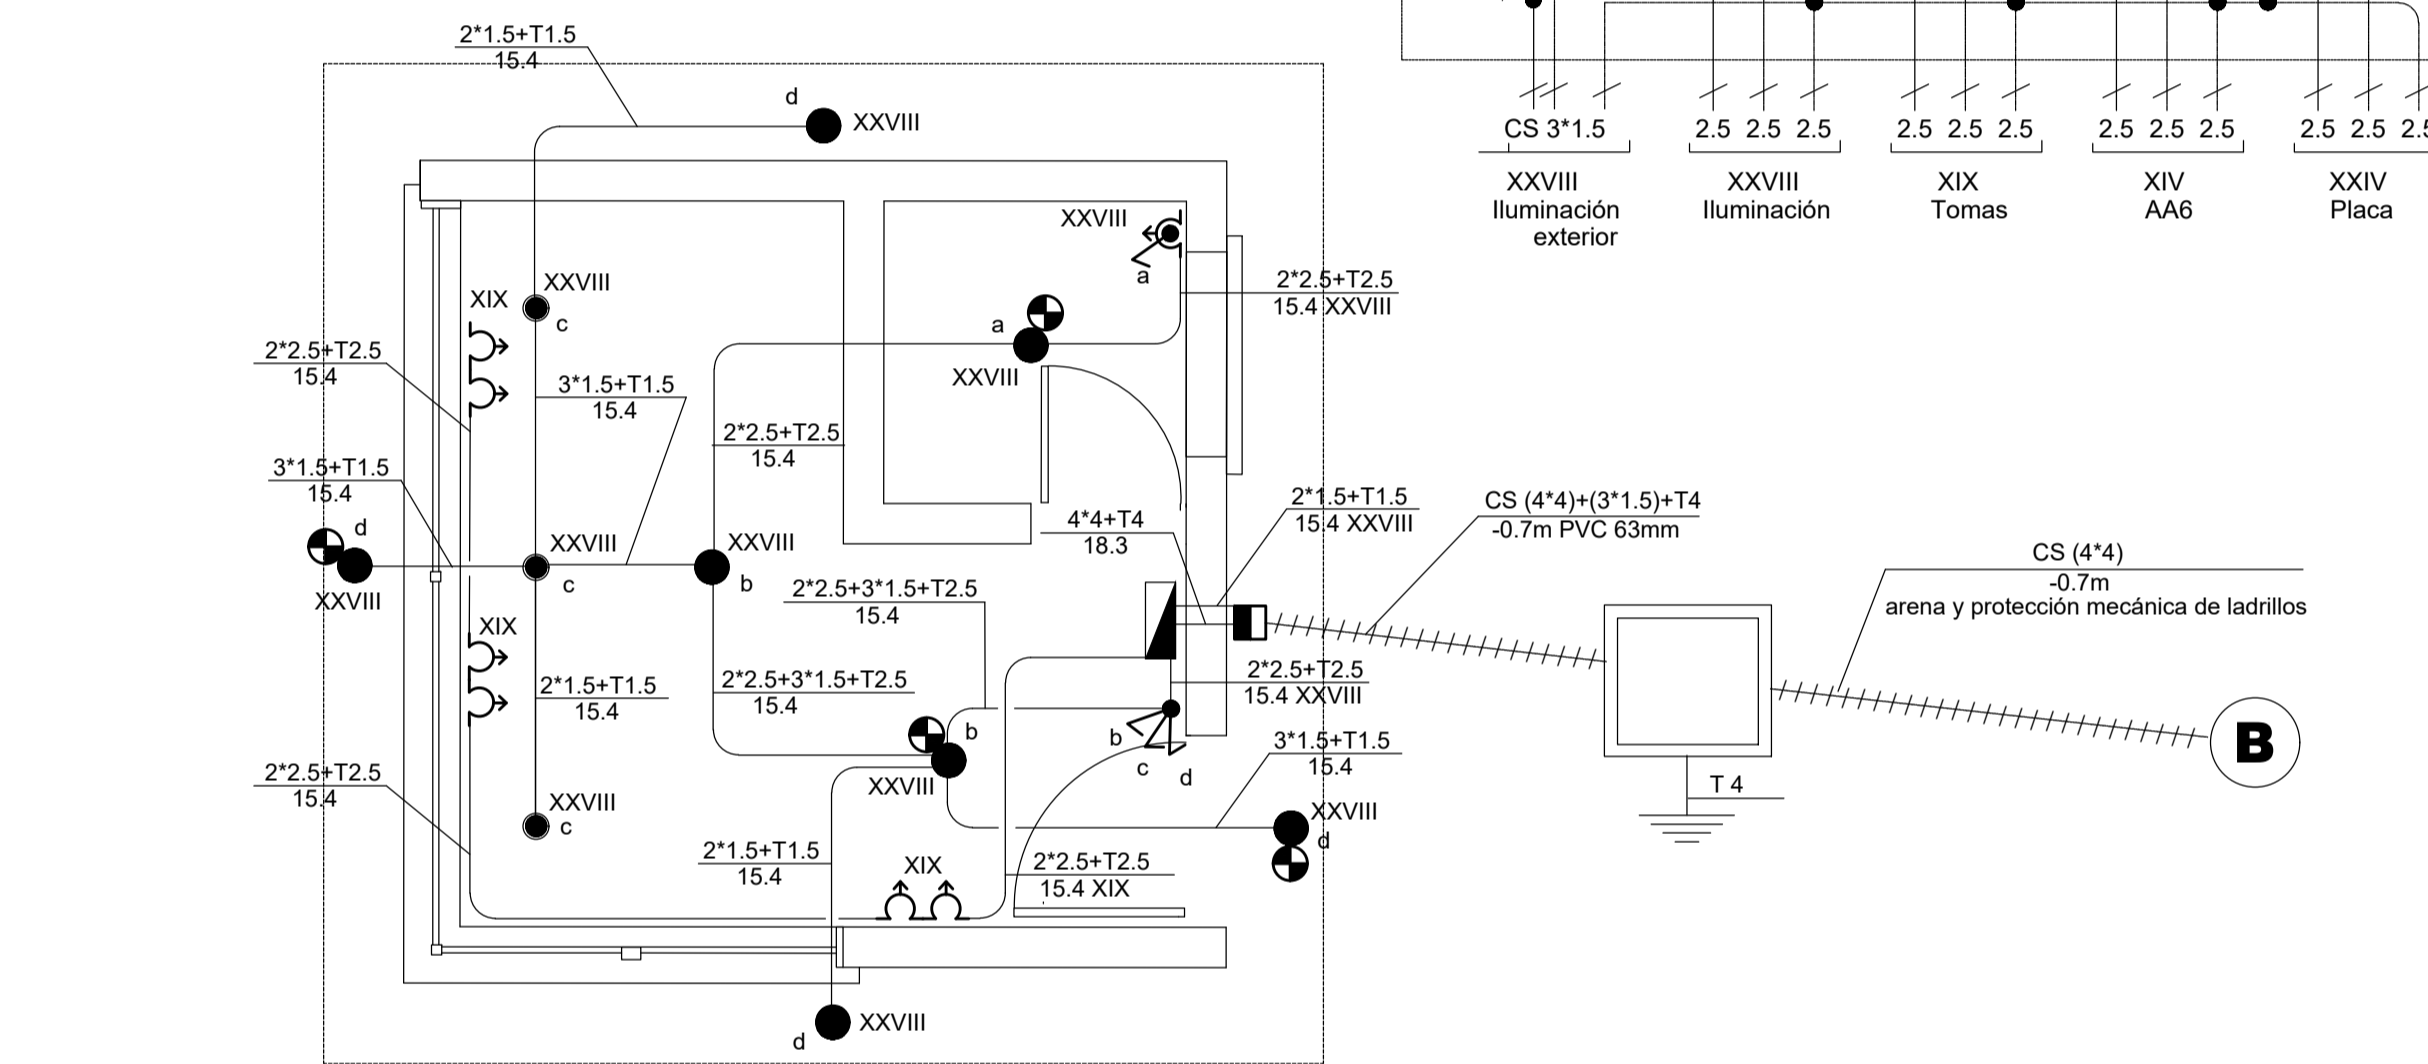 2*1.5+T1.5
15.4
d
XXVIII
CS 3*1.5
2.5 2.5 2.5
2.5 2.5 2.5
2.5 2.5 2.5
2.5 2.5
XXVIII
Iluminación
exterior
XXVIII
Iluminación
XIX
Tomas
XIV
AA6
XXIV
Placa
XXVIII
a
2*2.5+T2.5
15.4 XXVIII
XIX
XXVIII
c
a
XXVIII
2*2.5+T2.5
15.4
3*1.5+T1.5
15.4
2*2.5+T2.5
15.4
3*1.5+T1.5
15.4
d
XXVIII
XXVIII
c
XXVIII
b
4*4+T4
18.3
2*1.5+T1.5
15.4 XXVIII
CS (4*4)+(3*1.5)+T4
-0.7m PVC 63mm
CS (4*4)
-0.7m
arena y protección mecánica de ladrillos
2*2.5+3*1.5+T2.5
15.4
XIX
2*1.5+T1.5
15.4
2*2.5+3*1.5+T2.5
15.4
2*2.5+T2.5
15.4 XXVIII
b
XXVIII
b
c
d
3*1.5+T1.5
15.4
B
T 4
2*2.5+T2.5
15.4
XXVIII
c
XXVIII
d
2*1.5+T1.5
15.4
XIX
2*2.5+T2.5
15.4 XIX
XXVIII
d